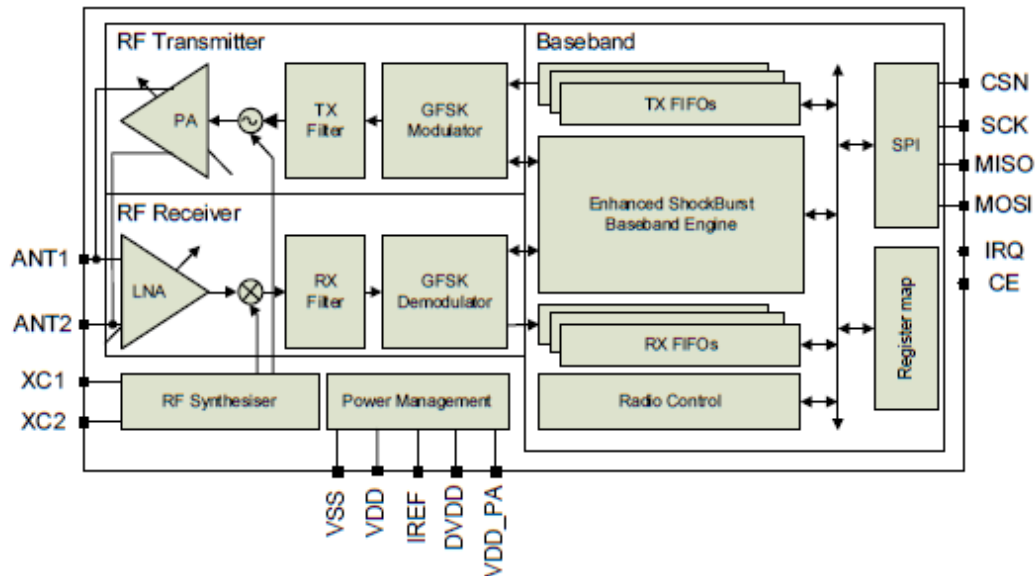 RF Transmitter
Baseband
PA
TX
Filter
GFSK
Modulator
TX FIFOs
SPI
CSN
SCK
MISO
MOSI
Enhanced ShockBurst
Baseband Engine
RF Receiver
ANT1
LNA
RX
Filter
GFSK
Demodulator
IRQ
CE
ANT2
RX FIFOs
Register map
XC1
XC2
RF Synthesiser
Power Management
Radio Control
VSS
VDD
IREF
DVDD
VDD_PA